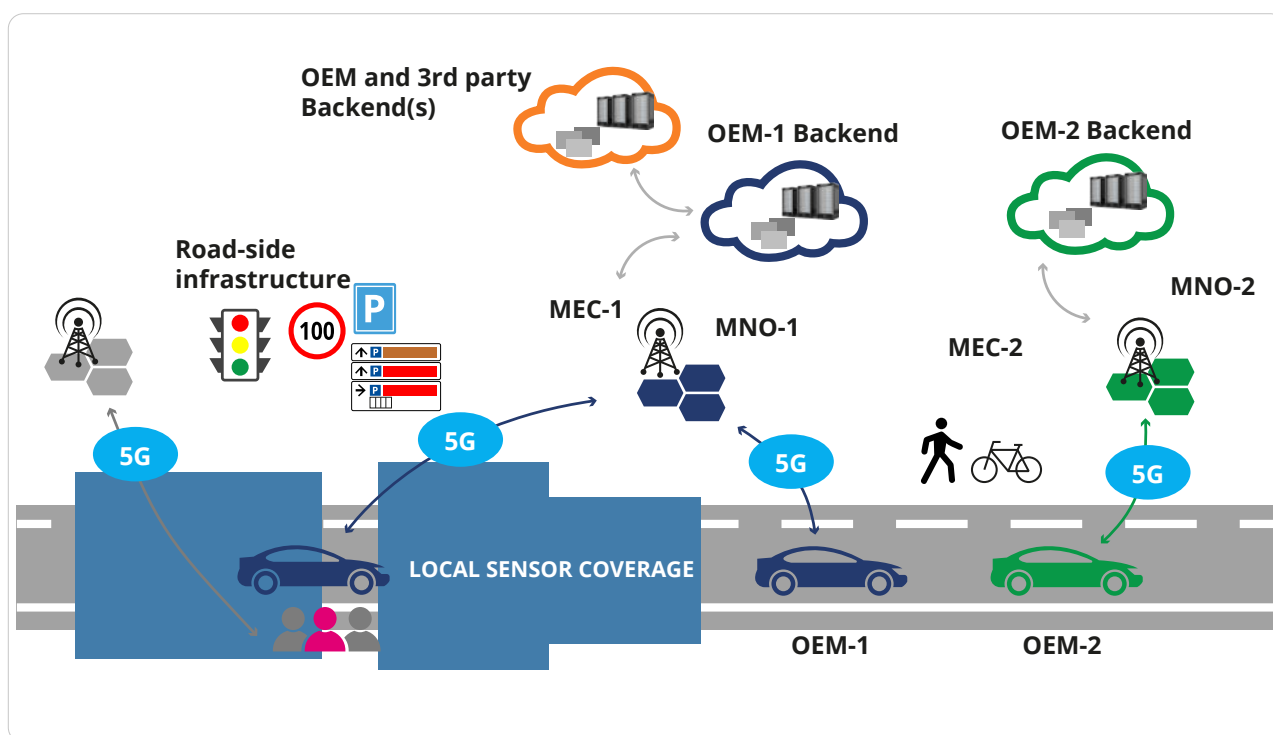 OEM and 3rd party
Backend(s)
OEM-1 Backend
OEM-2 Backend
Road-side
infrastructure
P
100
P
P
P
MEC-1
MNO-1
MNO-2
MEC-2
5G
5G
5G
5G
LOCAL SENSOR COVERAGE
OEM-1
OEM-2